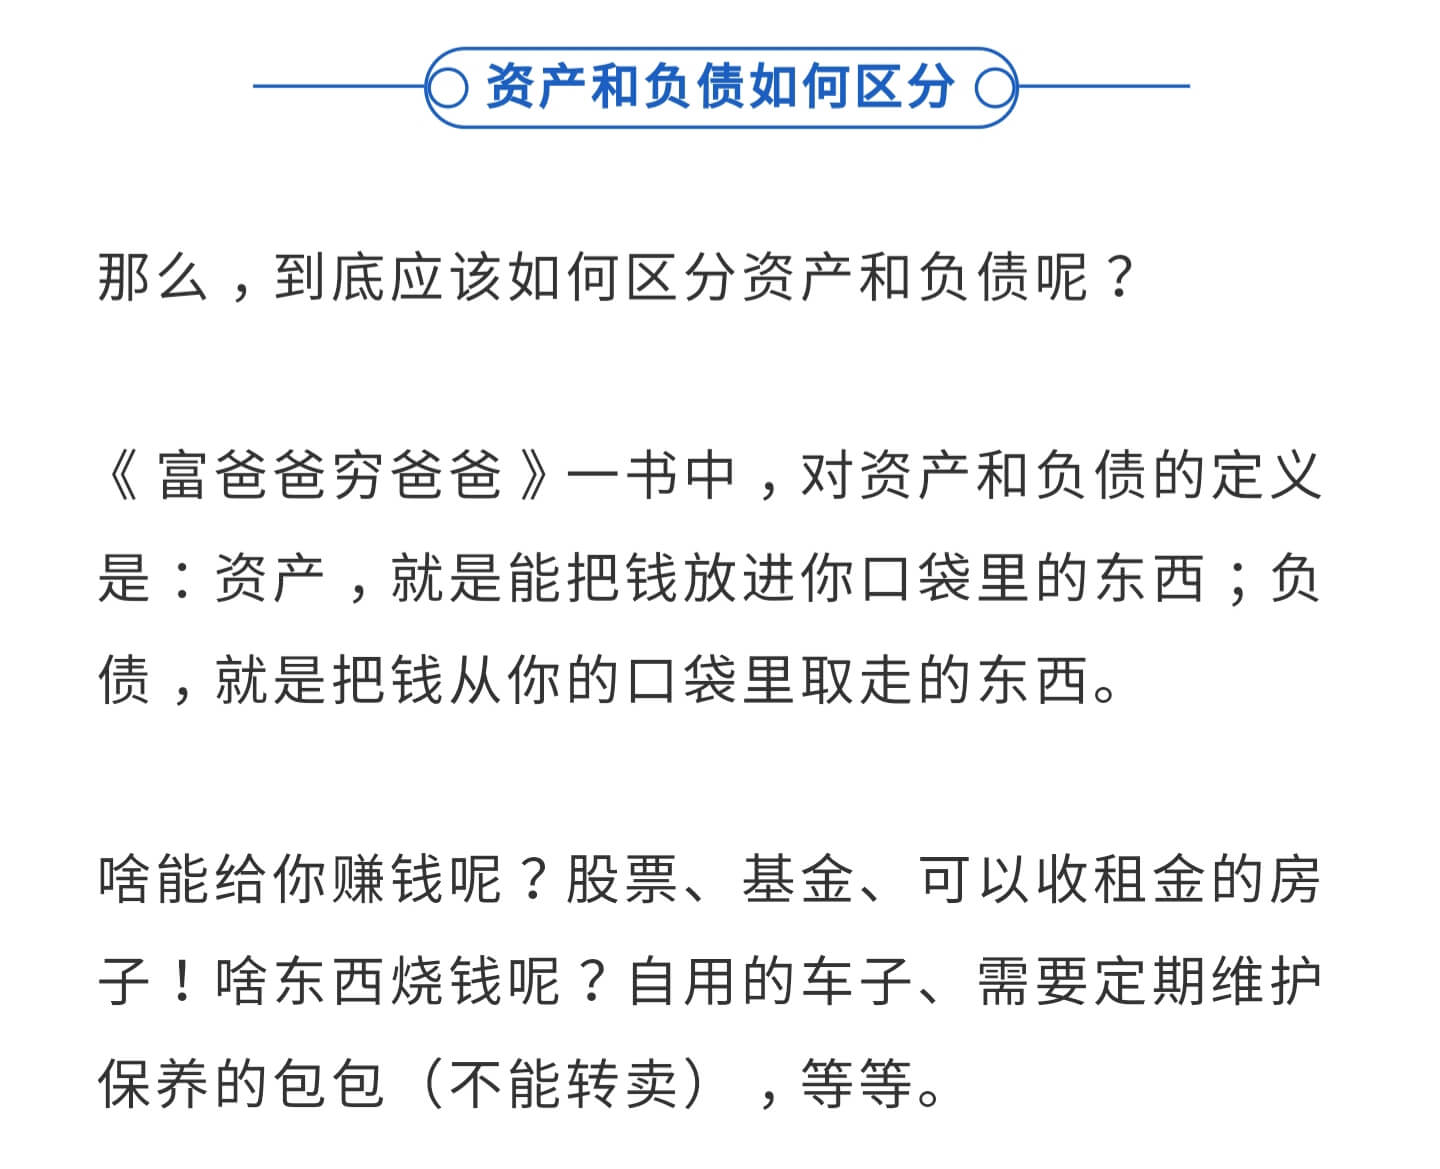 资产和负债如何区分
那么，到底应该如何区分资产和负债呢？
《富爸爸穷爸爸》一书中，对资产和负债的定义
是：资产，就是能把钱放进你口袋里的东西；负
债，就是把钱从你的口袋里取走的东西。
啥能给你赚钱呢？股票、基金、可以收租金的房
子！啥东西烧钱呢？自用的车子、需要定期维护
保养的包包（不能转卖），等等。